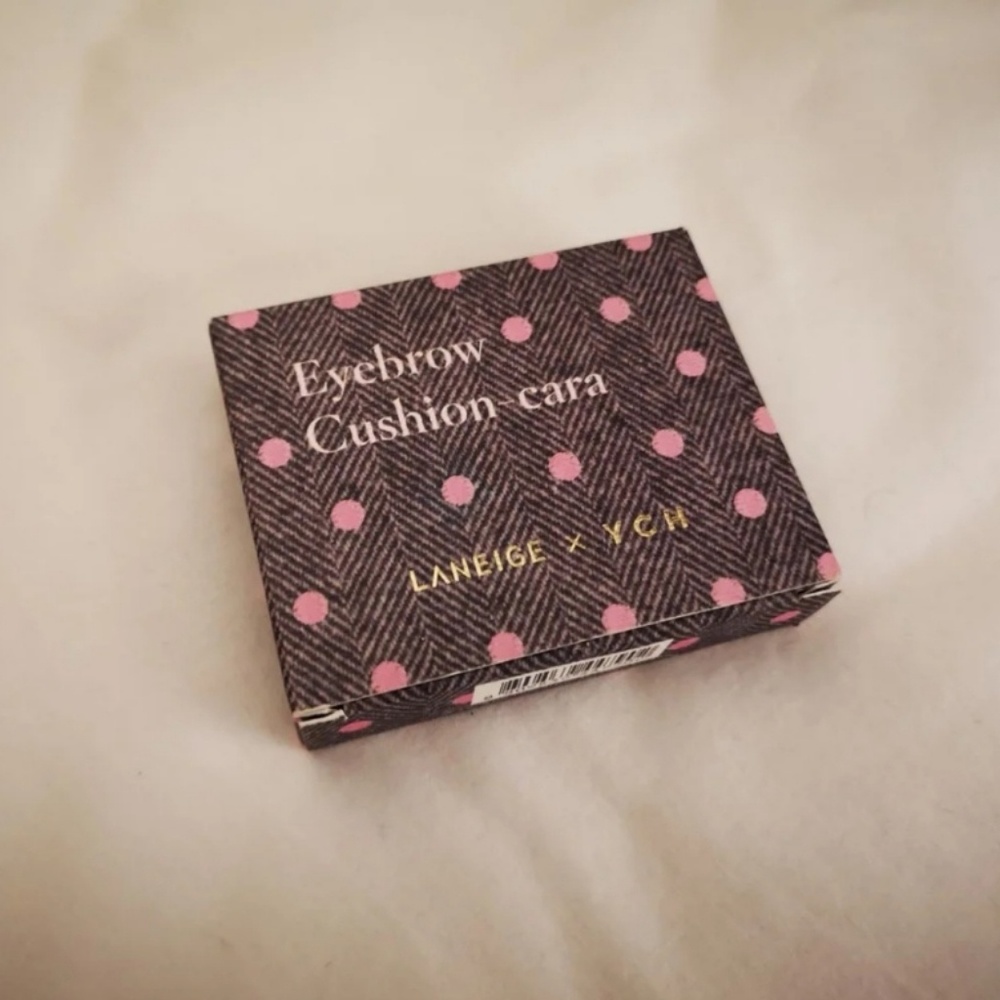 Eyebrow
Cushion-cara
LANEIGE × YCH